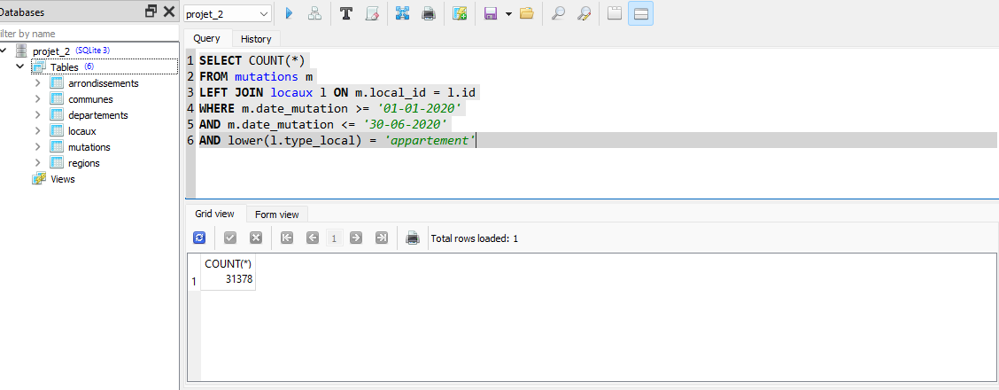 Databases
ilter by name
projet_2 (SQLite 3)
Tables (6)
arrondissements
communes
departements
locaux
mutations
regions
Views
projet_2
Query History
1 SELECT COUNT(*)
2 FROM mutations m
3 LEFT JOIN locaux l ON m.local_id = l.id
4 WHERE m.date_mutation >= '01-01-2020'
5 AND m.date_mutation <= '30-06-2020'
6 AND lower(l.type_local) = 'appartement'
Grid view Form view
1 Total rows loaded: 1
COUNT(*)
1 31378